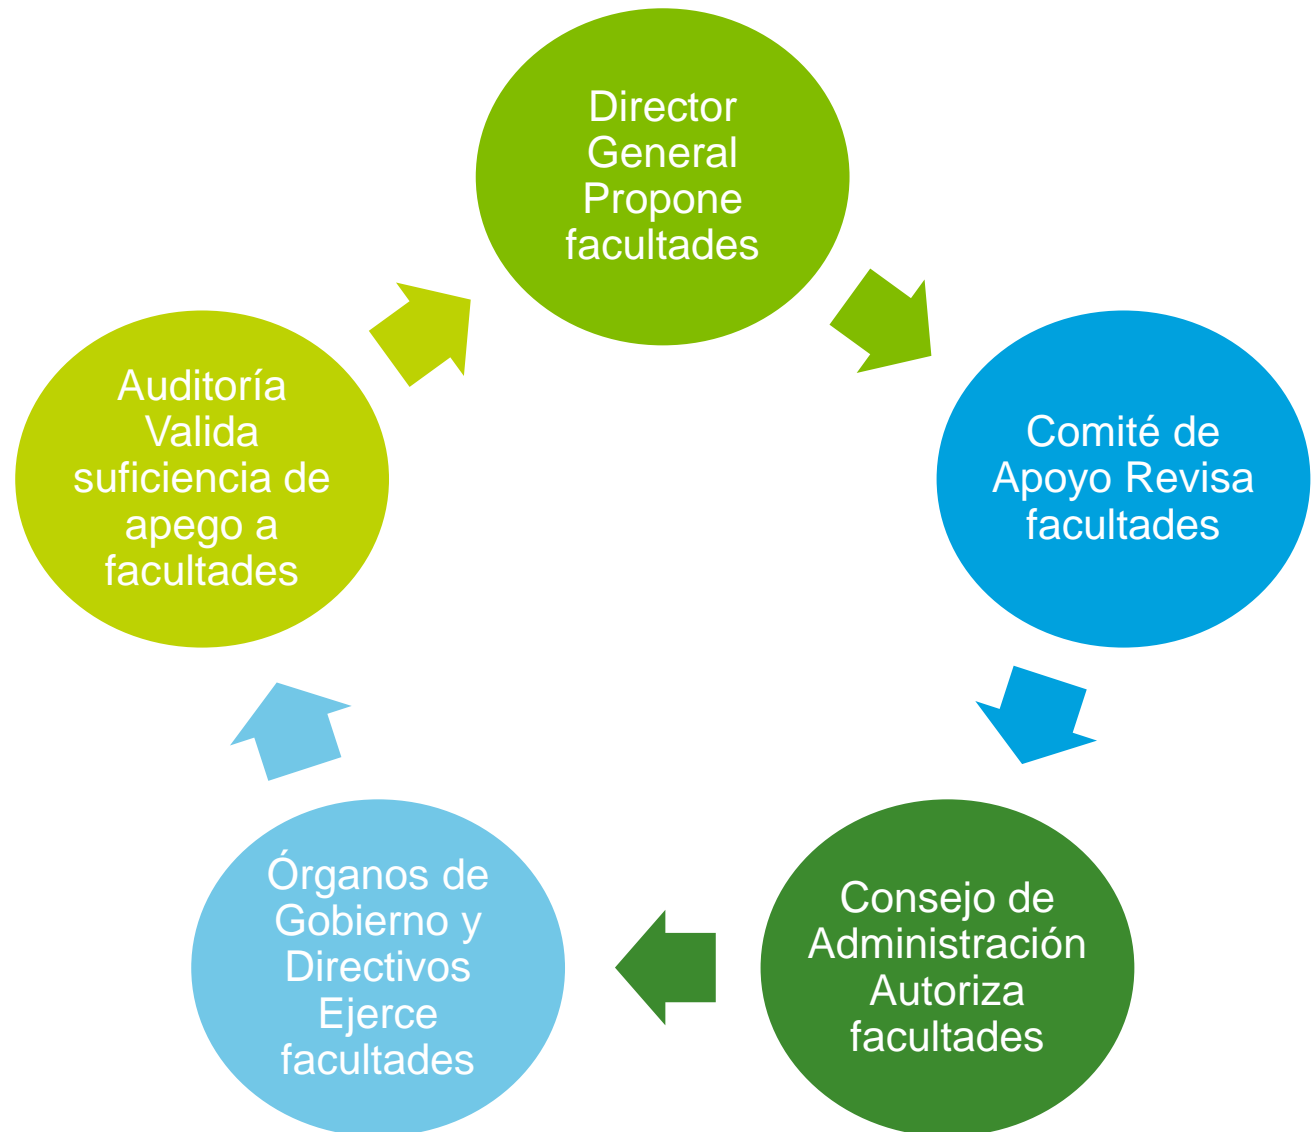 Director
General
Propone
facultades
Comité de
Apoyo Revisa
facultades
Consejo de
Administración
Autoriza
facultades
Órganos de
Gobierno y
Directivos
Ejerce
facultades
Auditoría
Valida
suficiencia de
apego a
facultades